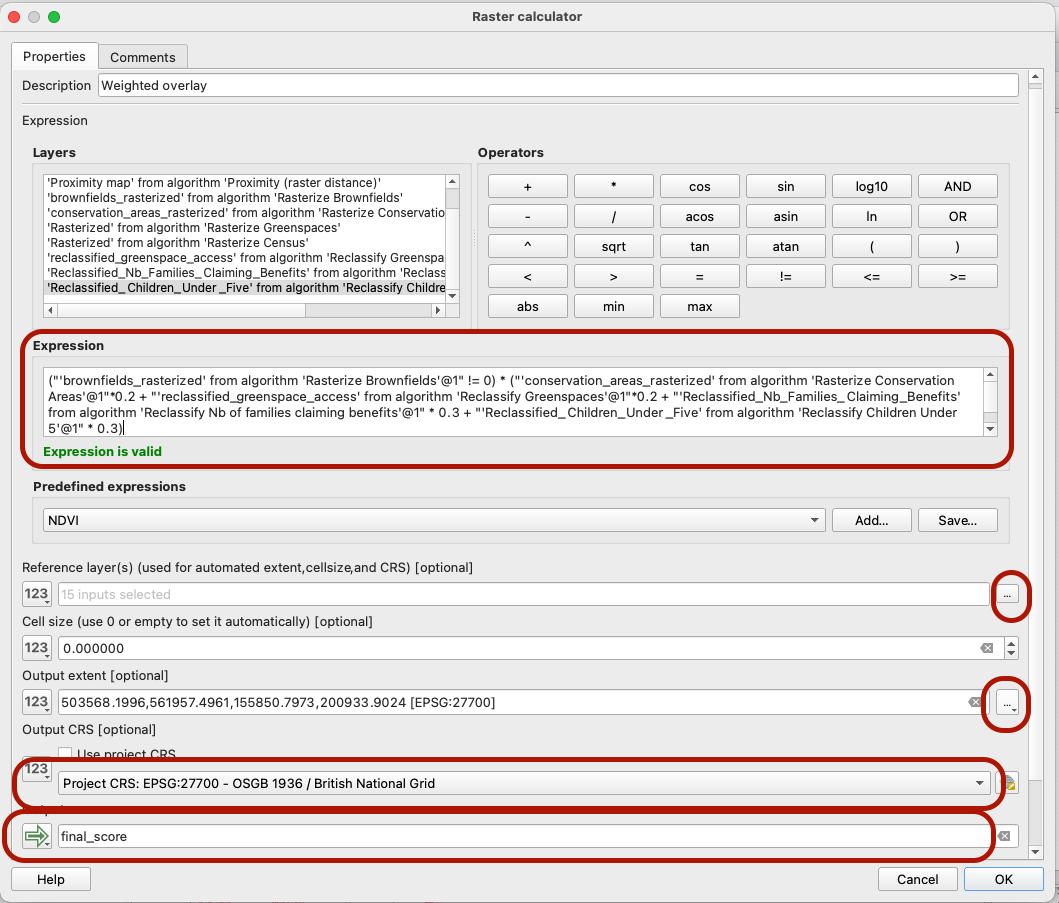 Raster calculator
Properties
Comments
Description
Weighted overlay
Expression
Layers
'Proximity map' from algorithm 'Proximity (raster distance)'
'brownfields_rasterized' from algorithm 'Rasterize Brownfields'
'conservation_areas_rasterized' from algorithm 'Rasterize Conservatio
'Rasterized' from algorithm 'Rasterize Greenspaces'
'Rasterized' from algorithm 'Rasterize Census'
'reclassified_greenspace_access' from algorithm 'Reclassify Greenspa
'Reclassified_Nb_Families_Claiming_Benefits' from algorithm 'Reclass
'Reclassified_Children_Under_Five' from algorithm 'Reclassify Childre
Operators
+ * cos sin log10 AND
- / acos asin ln OR
^ sqrt tan atan ( )
< > = != <= >=
abs min max
Expression
("'brownfields_rasterized' from algorithm 'Rasterize Brownfields'@1" != 0) * ("'conservation_areas_rasterized' from algorithm 'Rasterize Conservation
Areas'@1"*0.2 + "'reclassified_greenspace_access' from algorithm 'Reclassify Greenspaces'@1"*0.2 + "'Reclassified_Nb_Families_Claiming_Benefits'
from algorithm 'Reclassify Nb of families claiming benefits'@1" * 0.3 + "'Reclassified_Children_Under_Five' from algorithm 'Reclassify Children Under
5'@1" * 0.3)
Expression is valid
Predefined expressions
NDVI
Add...
Save...
Reference layer(s) (used for automated extent,cellsize,and CRS) [optional]
123
15 inputs selected
...
Cell size (use 0 or empty to set it automatically) [optional]
123
0.000000
Output extent [optional]
123
503568.1996,561957.4961,155850.7973,200933.9024 [EPSG:27700]
...
Output CRS [optional]
Use project CRS
123
Project CRS: EPSG:27700 - OSGB 1936 / British National Grid
final_score
Help
Cancel
OK